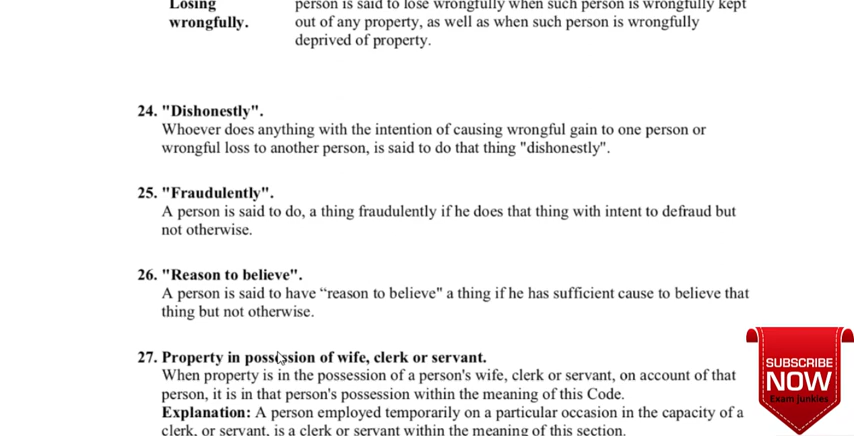 Losing
wrongfully.
person is said to lose wrongfully when such person is wrongfully kept
out of any property, as well as when such person is wrongfully
deprived of property.
24. "Dishonestly".
Whoever does anything with the intention of causing wrongful gain to one person or
wrongful loss to another person, is said to do that thing "dishonestly".
25. "Fraudulently".
A person is said to do, a thing fraudulently if he does that thing with intent to defraud but
not otherwise.
26. "Reason to believe".
A person is said to have “reason to believe" a thing if he has sufficient cause to believe that
thing but not otherwise.
27. Property in possession of wife, clerk or servant.
When property is in the possession of a person's wife, clerk or servant, on account of that
person, it is in that person's possession within the meaning of this Code.
Explanation: A person employed temporarily on a particular occasion in the capacity of a
clerk, or servant, is a clerk or servant within the meaning of this section.
SUBSCRIBE
NOW
Exam Junkies